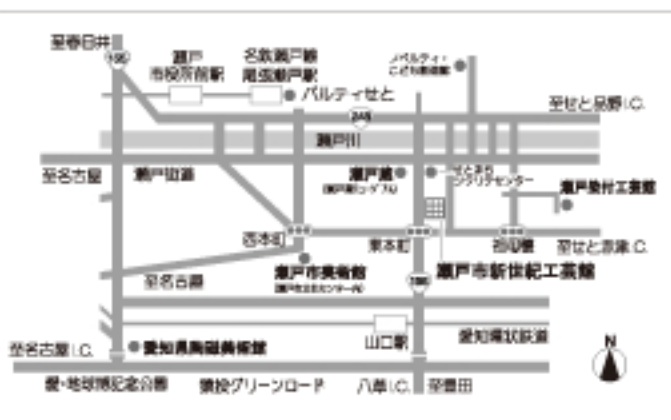 至春日井
瀬戸
市役所前駅
名鉄瀬戸線
尾張瀬戸駅
ノベルティ・
こども創造館
パルティせと
至せと品野I.C.
248
瀬戸川
至名古屋
瀬戸街道
瀬戸蔵
(瀬戸蔵ミュージアム)
瀬戸染付工芸館
西本町
東本町
至せと赤津I.C.
瀬戸市美術館
瀬戸市新世紀工芸館
至名古屋
155
山口駅
愛知環状鉄道
至名古屋I.C.
愛知県陶磁美術館
愛・地球博記念公園
猿投グリーンロード
八草I.C.
至豊田
N